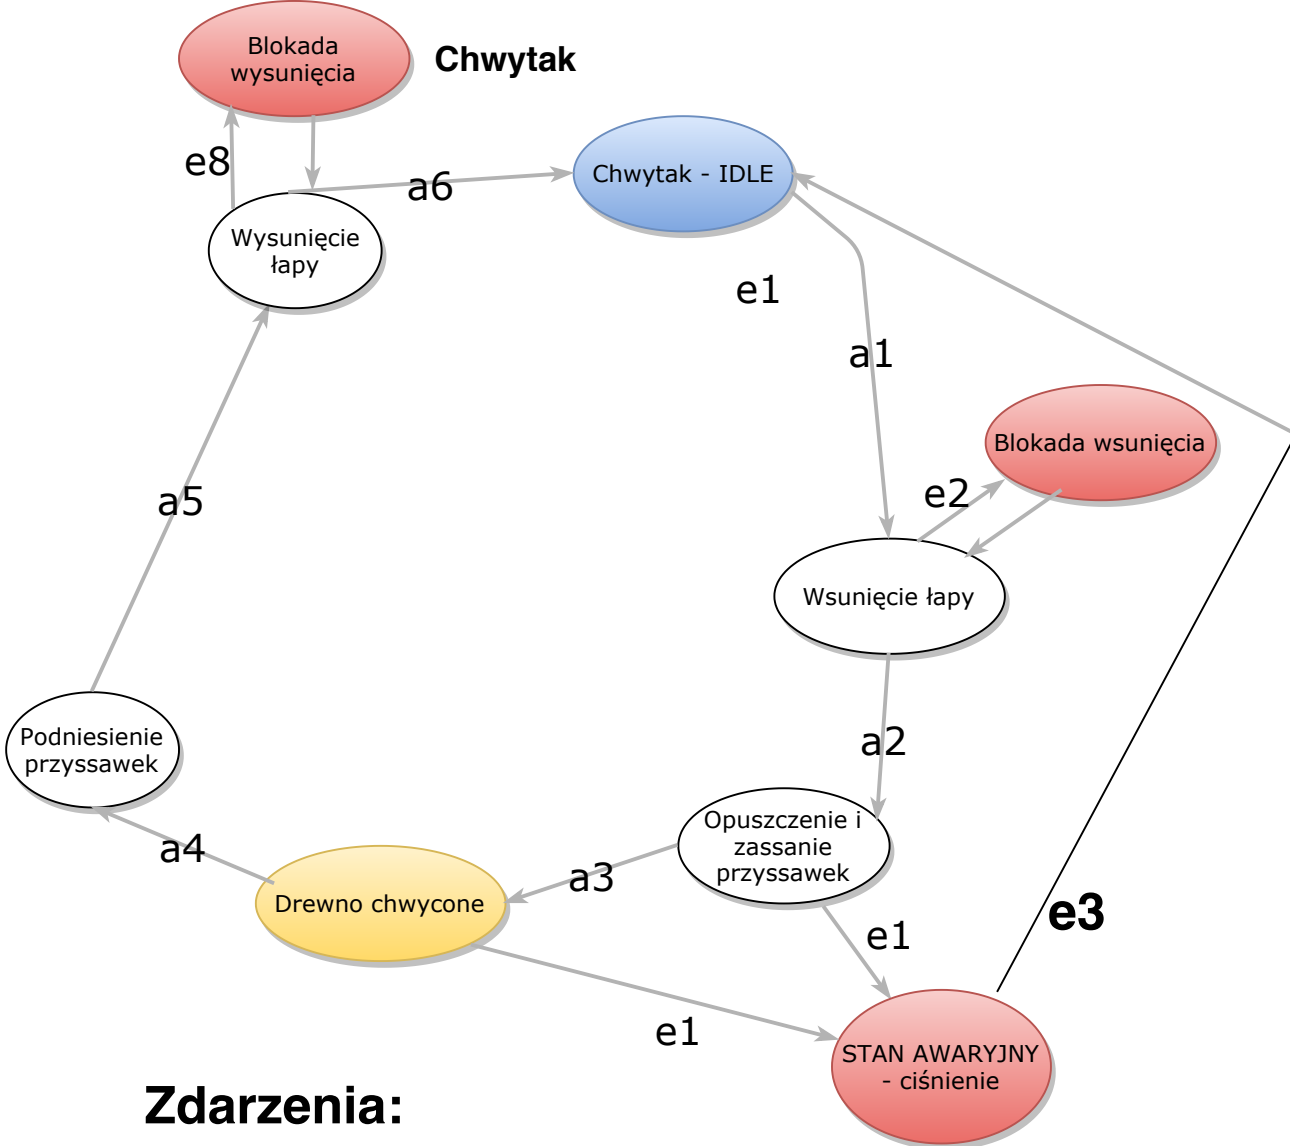 Blokada
wysunięcia
Chwytak
e8
a6
Chwytak - IDLE
Wysunięcie
łapy
e1
a1
Blokada wsunięcia
e2
a5
Wsunięcie łapy
Podniesienie
przyssawek
a2
Opuszczenie i
zassanie
przyssawek
a4
a3
Drewno chwycone
e3
e1
e1
STAN AWARYJNY
- ciśnienie
Zdarzenia: